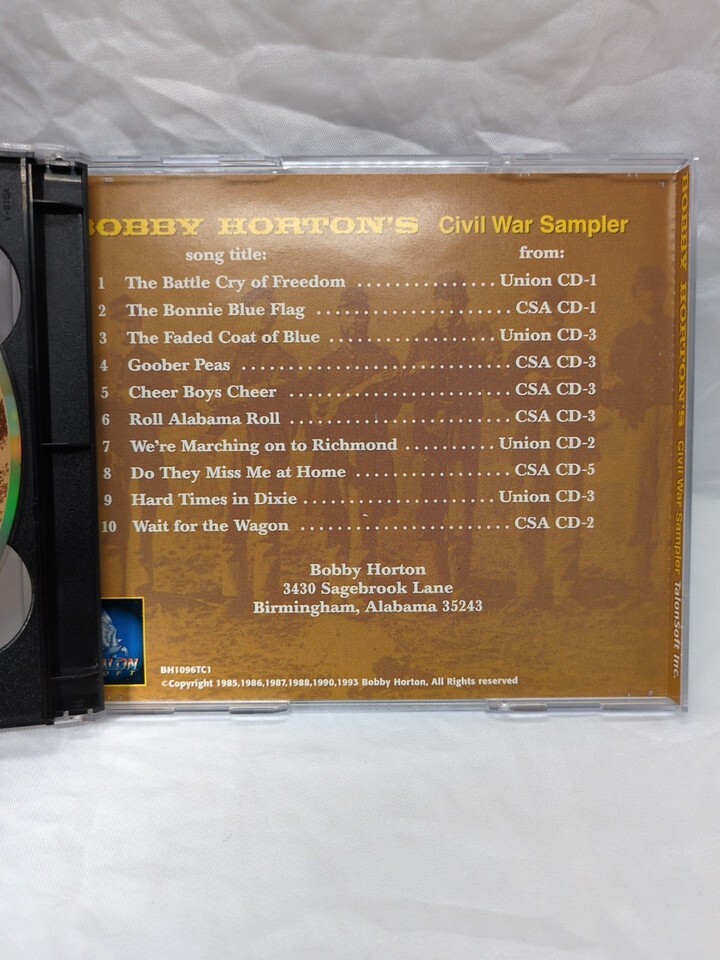 BOBBY HORTON'S Civil War Sampler
song title: from:
1 The Battle Cry of Freedom ............... Union CD-1
2 The Bonnie Blue Flag ...................... CSA CD-1
3 The Faded Coat of Blue .................. Union CD-3
4 Goober Peas .............................. CSA CD-3
5 Cheer Boys Cheer ........................ CSA CD-3
6 Roll Alabama Roll ........................ CSA CD-3
7 We're Marching on to Richmond .......... Union CD-2
8 Do They Miss Me at Home ................. CSA CD-5
9 Hard Times in Dixie ..................... Union CD-3
10 Wait for the Wagon ...................... CSA CD-2
Bobby Horton
3430 Sagebrook Lane
Birmingham, Alabama 35243
BH1096TC1
©Copyright 1985,1986,1987,1988,1990,1993 Bobby Horton, All Rights reserved
BOBBY HORTON'S Civil War Sampler TalonSoft Inc.